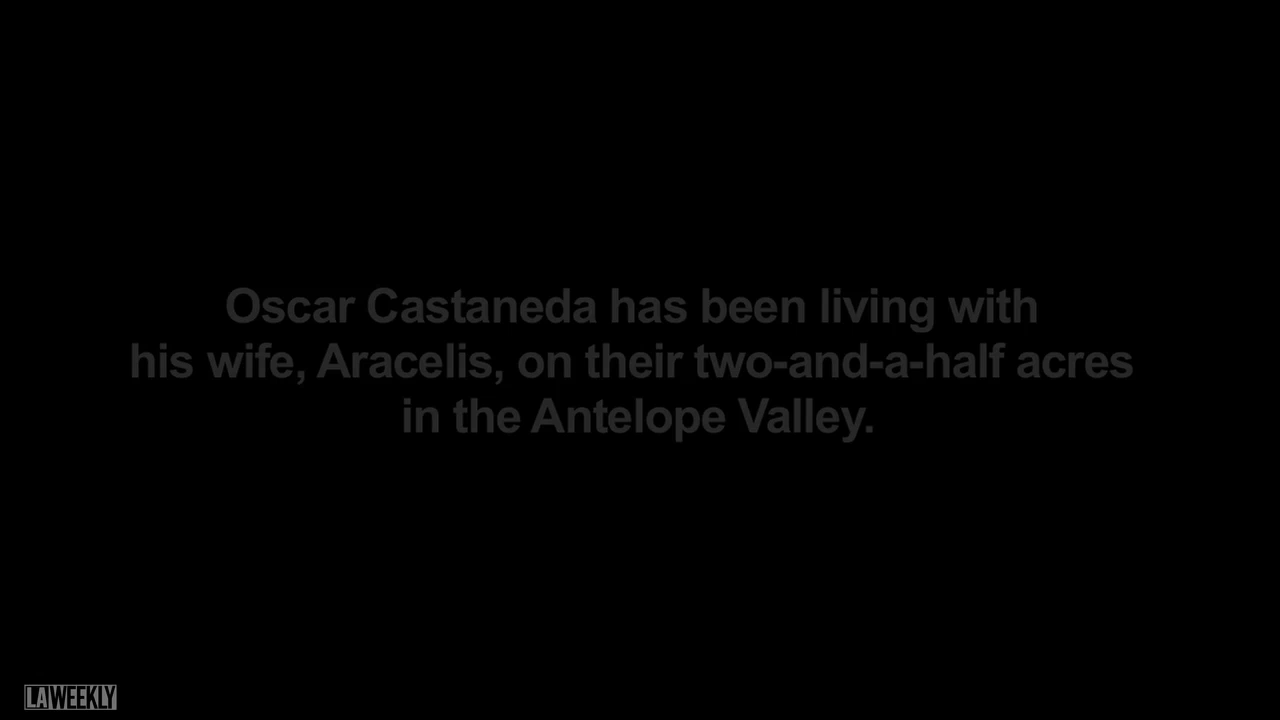 Oscar Castaneda has been living with
his wife, Aracelis, on their two-and-a-half acres
in the Antelope Valley.
LAWEEKLY